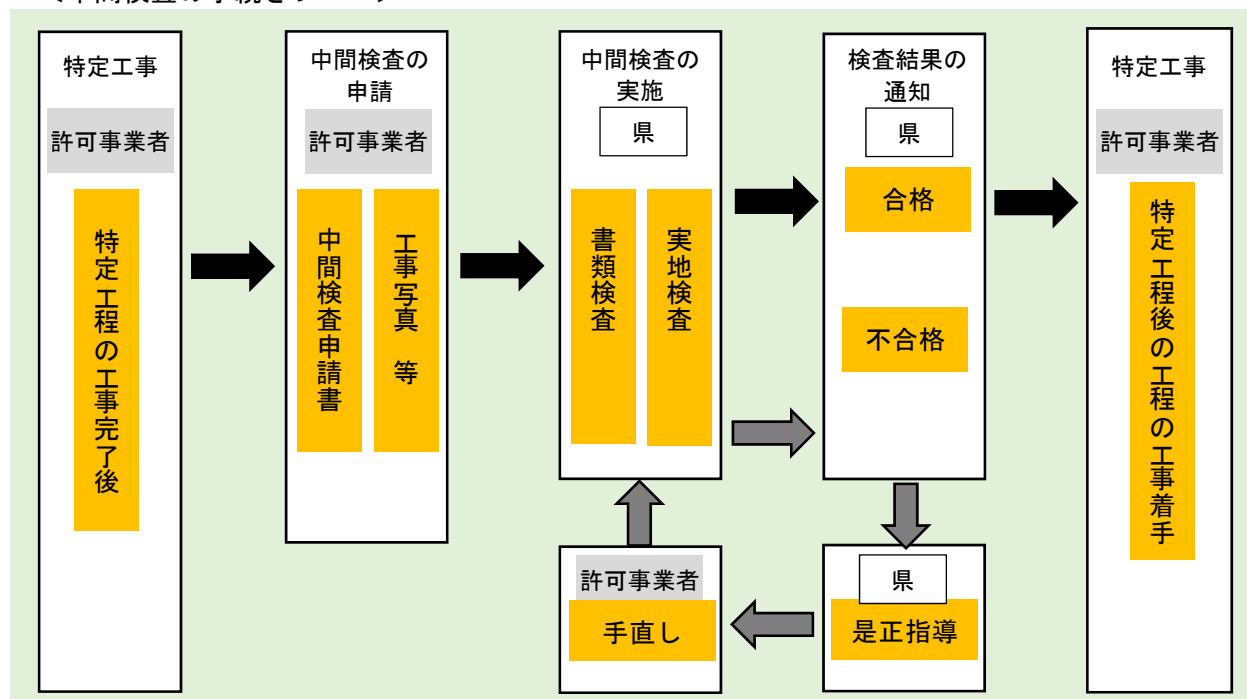 特定工事
許可事業者
特定工程の工事完了後
中間検査の
申請
許可事業者
中間検査申請書
工事写真 等
中間検査の
実施
県
書類検査
実地検査
検査結果の
通知
県
合格
不合格
県
是正指導
許可事業者
手直し
特定工事
許可事業者
特定工程後の工程の工事着手